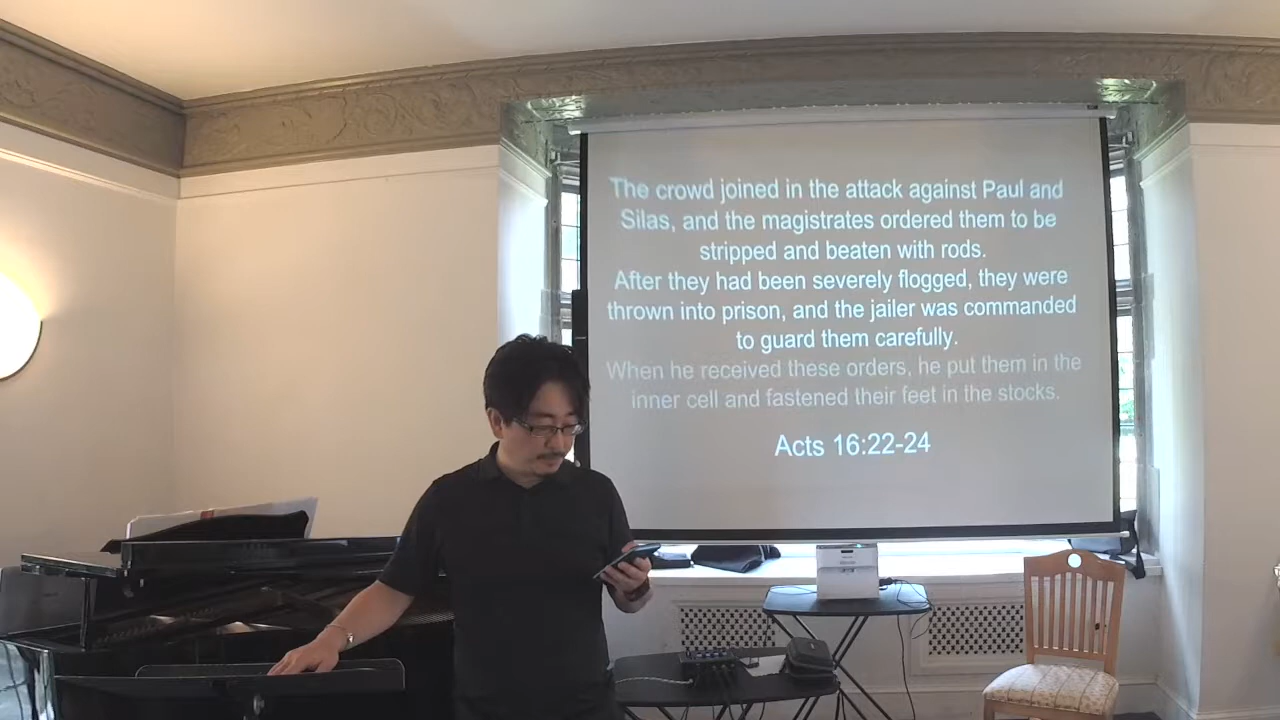 The crowd joined in the attack against Paul and
Silas, and the magistrates ordered them to be
stripped and beaten with rods.
After they had been severely flogged, they were
thrown into prison, and the jailer was commanded
to guard them carefully.
When he received these orders, he put them in the
inner cell and fastened their feet in the stocks.
Acts 16:22-24